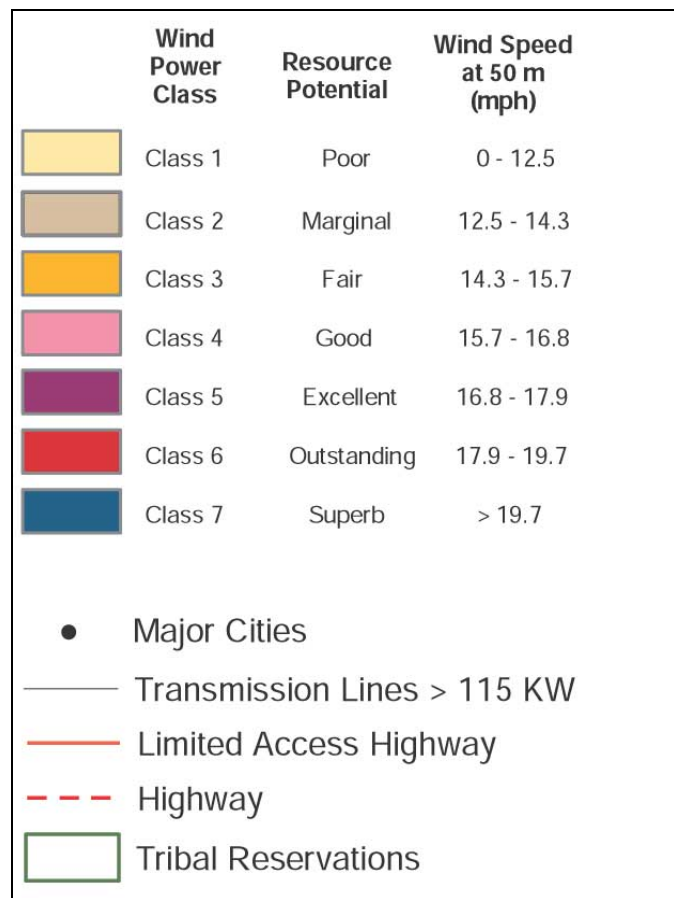 Wind Power Class Resource Potential Wind Speed at 50 m (mph)
Class 1 Poor 0 - 12.5
Class 2 Marginal 12.5 - 14.3
Class 3 Fair 14.3 - 15.7
Class 4 Good 15.7 - 16.8
Class 5 Excellent 16.8 - 17.9
Class 6 Outstanding 17.9 - 19.7
Class 7 Superb > 19.7
Major Cities
Transmission Lines > 115 KW
Limited Access Highway
Highway
Tribal Reservations